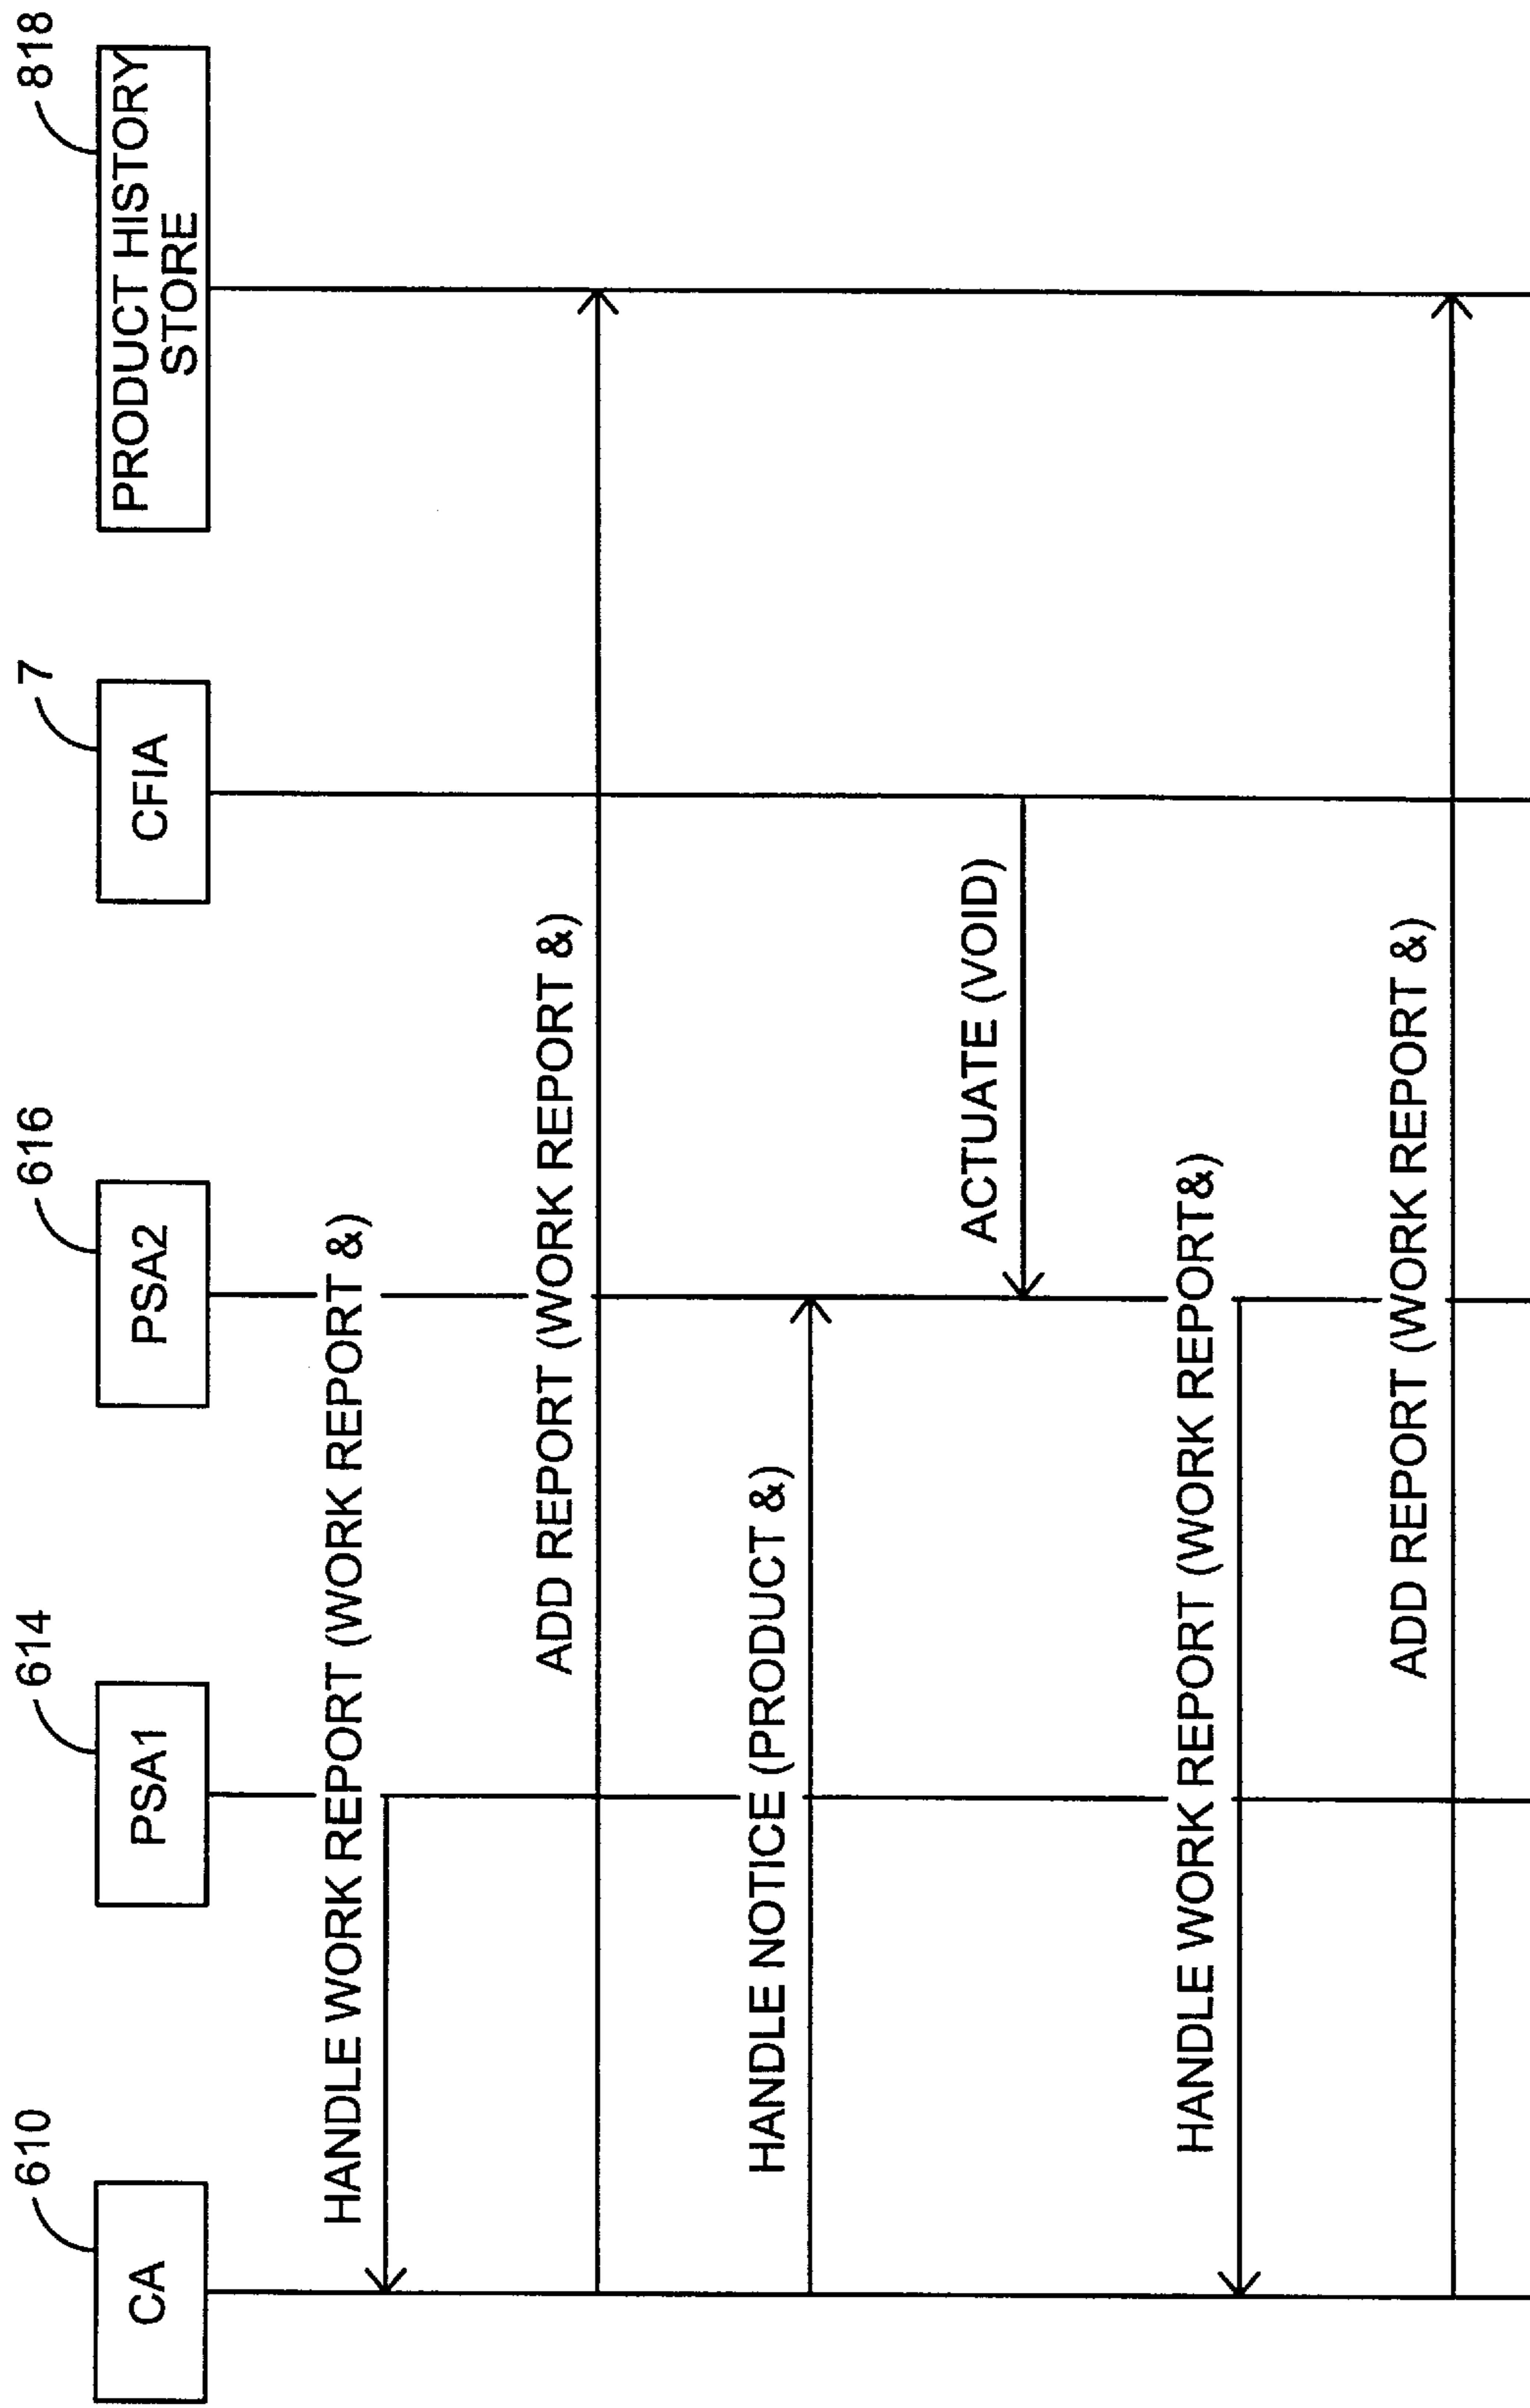 610
614
616
7
818
CA
PSA1
PSA2
CFIA
PRODUCT HISTORY
STORE
HANDLE WORK REPORT (WORK REPORT &)
ADD REPORT (WORK REPORT &)
HANDLE NOTICE (PRODUCT &)
ACTUATE (VOID)
HANDLE WORK REPORT (WORK REPORT&)
ADD REPORT (WORK REPORT &)